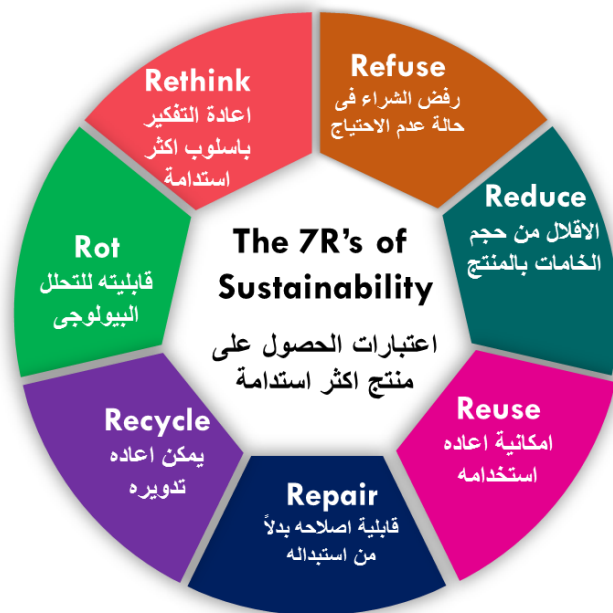 The 7R's of
Sustainability
اعتبارات الحصول على
منتج اكثر استدامة
Rethink
اعادة التفكير
باسلوب اكثر
استدامة
Refuse
رفض الشراء فى
حالة عدم الاحتياج
Reduce
الاقلال من حجم
الخامات بالمنتج
Reuse
امكانية اعاده
استخدامه
Repair
قابلية اصلاحه بدلاً
من استبداله
Recycle
يمكن اعاده
تدويره
Rot
قابليته للتحلل
البيولوجى